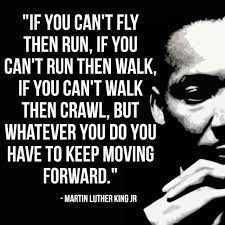 "IF YOU CAN'T FLY
THEN RUN, IF YOU
CAN'T RUN THEN WALK,
IF YOU CAN'T WALK
THEN CRAWL, BUT
WHATEVER YOU DO YOU
HAVE TO KEEP MOVING
FORWARD."
- MARTIN LUTHER KING JR